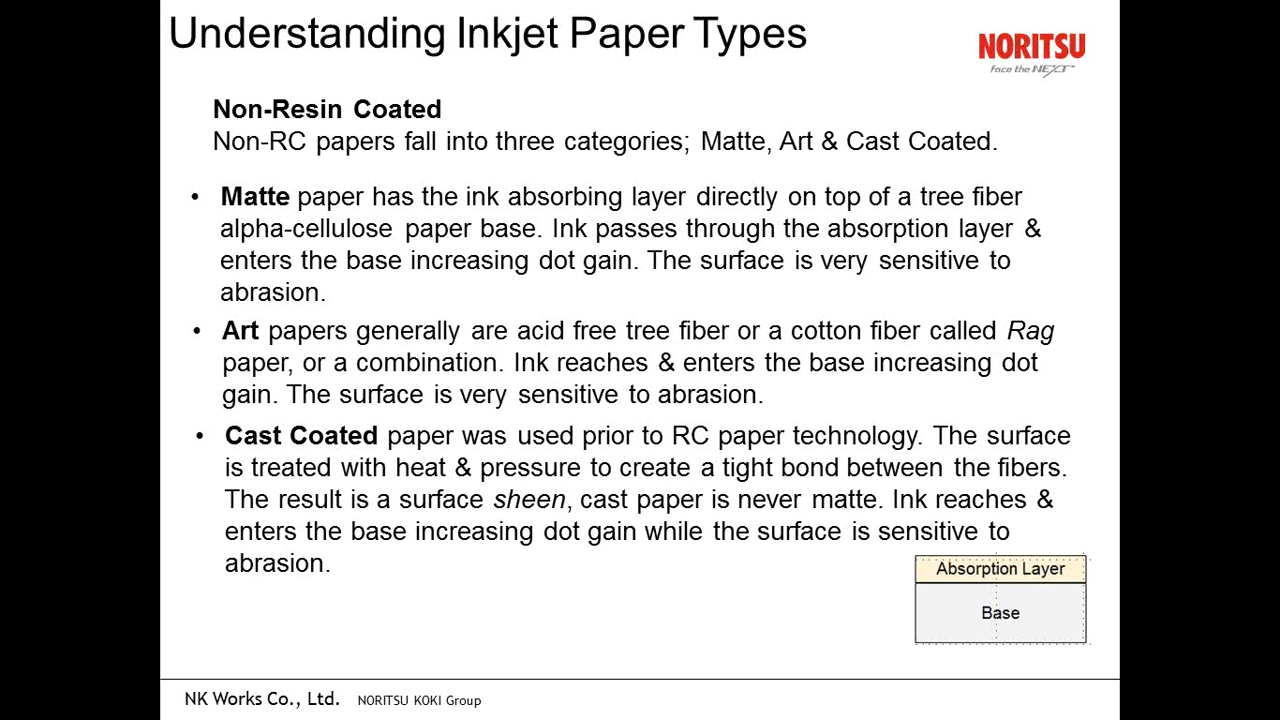 Understanding Inkjet Paper Types
NORITSU
face the NEXT™
Non-Resin Coated
Non-RC papers fall into three categories; Matte, Art & Cast Coated.
• Matte paper has the ink absorbing layer directly on top of a tree fiber
alpha-cellulose paper base. Ink passes through the absorption layer &
enters the base increasing dot gain. The surface is very sensitive to
abrasion.
• Art papers generally are acid free tree fiber or a cotton fiber called Rag
paper, or a combination. Ink reaches & enters the base increasing dot
gain. The surface is very sensitive to abrasion.
• Cast Coated paper was used prior to RC paper technology. The surface
is treated with heat & pressure to create a tight bond between the fibers.
The result is a surface sheen, cast paper is never matte. Ink reaches &
enters the base increasing dot gain while the surface is sensitive to
abrasion.
Absorption Layer
Base
NK Works Co., Ltd. NORITSU KOKI Group